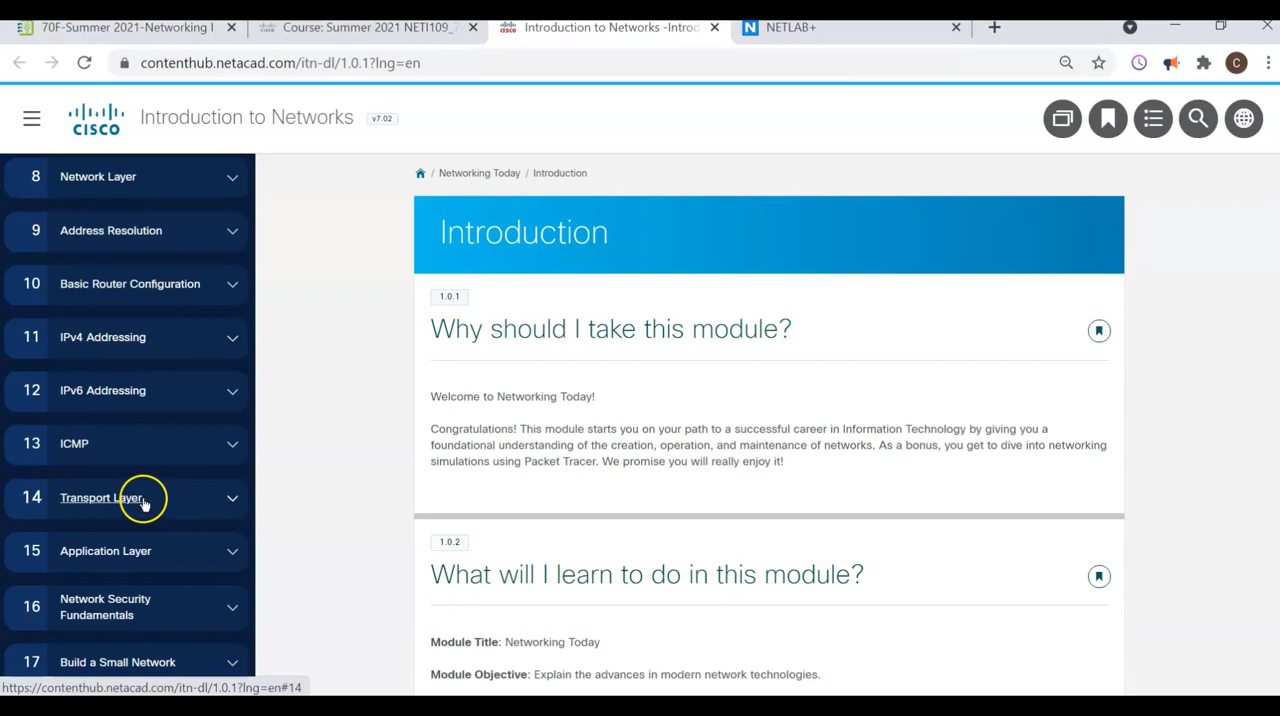 70F-Summer 2021-Networking I
Course: Summer 2021 NETI109_
Introduction to Networks -Introd
NETLAB+
contenthub.netacad.com/itn-dl/1.0.1?lng=en
C
CISCO
Introduction to Networks
v7.02
8 Network Layer
9 Address Resolution
10 Basic Router Configuration
11 IPv4 Addressing
12 IPv6 Addressing
13 ICMP
14 Transport Layer
15 Application Layer
16 Network Security
Fundamentals
17 Build a Small Network
https://contenthub.netacad.com/itn-dl/1.0.1?lng=en#14
/ Networking Today / Introduction
Introduction
1.0.1
Why should I take this module?
Welcome to Networking Today!
Congratulations! This module starts you on your path to a successful career in Information Technology by giving you a
foundational understanding of the creation, operation, and maintenance of networks. As a bonus, you get to dive into networking
simulations using Packet Tracer. We promise you will really enjoy it!
1.0.2
What will I learn to do in this module?
Module Title: Networking Today
Module Objective: Explain the advances in modern network technologies.